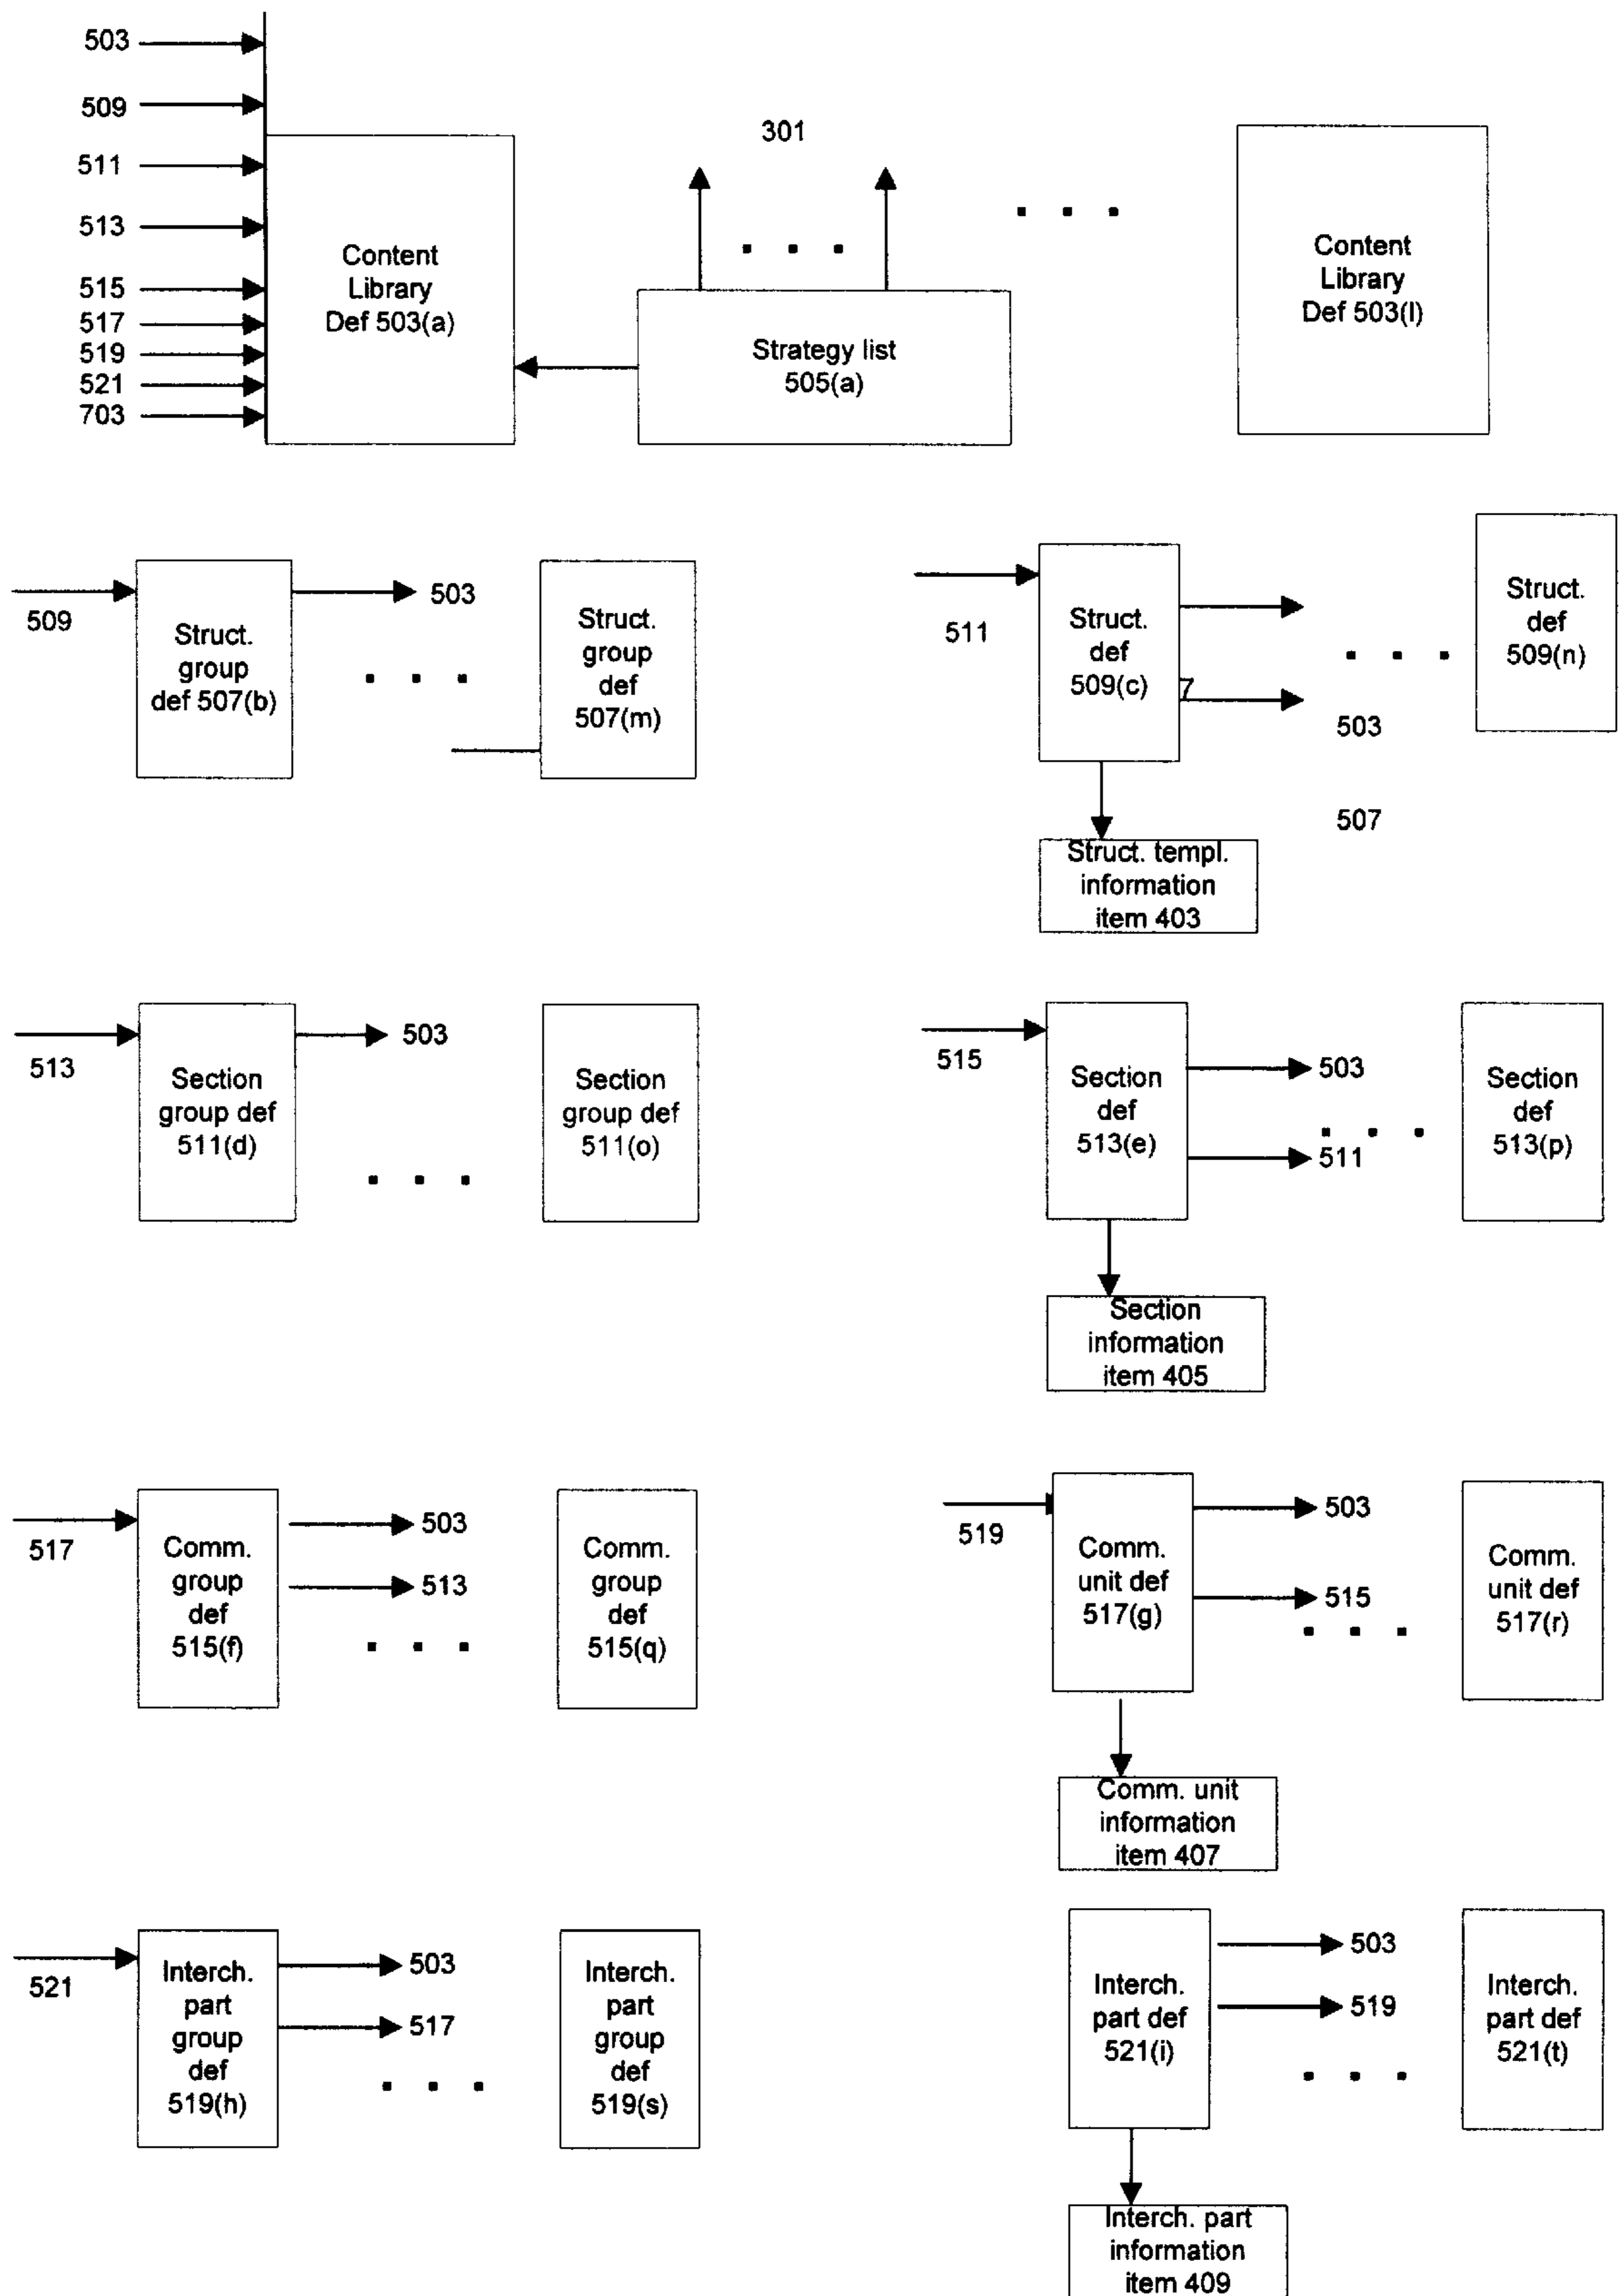 503
509
511
513
515
517
519
521
703
Content
Library
Def 503(a)
301
Strategy list
505(a)
Content
Library
Def 503(l)
509
Struct.
group
def 507(b)
503
Struct.
group
def
507(m)
511
Struct.
def
509(c)
7
503
507
Struct.
def
509(n)
Struct. templ.
information
item 403
513
Section
group def
511(d)
503
Section
group def
511(o)
515
Section
def
513(e)
503
511
Section
def
513(p)
Section
information
item 405
517
Comm.
group
def
515(f)
503
513
Comm.
group
def
515(q)
519
Comm.
unit def
517(g)
503
515
Comm.
unit def
517(r)
Comm. unit
information
item 407
521
Interch.
part
group
def
519(h)
503
517
Interch.
part
group
def
519(s)
Interch.
part def
521(i)
503
519
Interch.
part def
521(t)
Interch. part
information
item 409